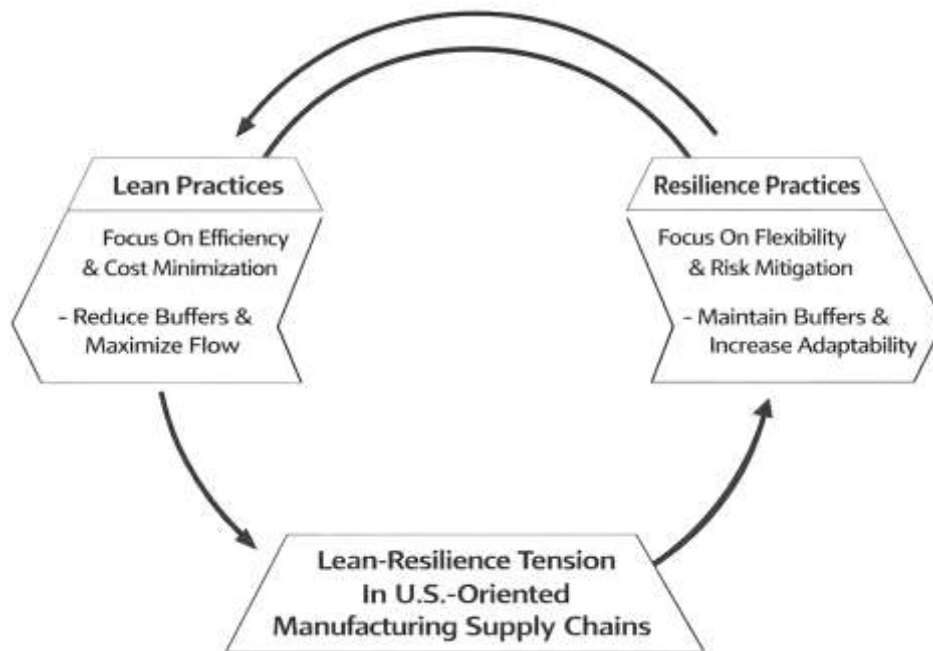 Lean Practices
Focus On Efficiency
& Cost Minimization
- Reduce Buffers &
Maximize Flow
Resilience Practices
Focus On Flexibility
& Risk Mitigation
- Maintain Buffers &
Increase Adaptability
Lean-Resilience Tension
In U.S.-Oriented
Manufacturing Supply Chains